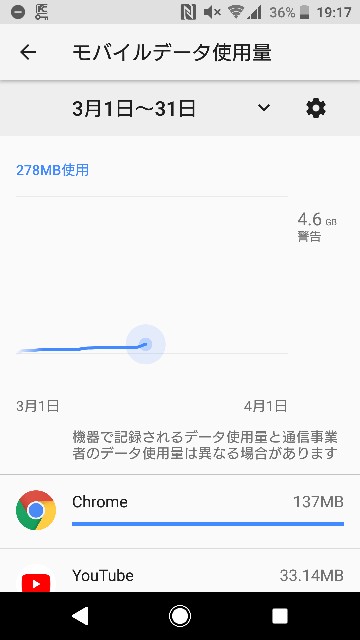 36% 19:17
モバイルデータ使用量
3月1日〜31日
278MB使用
4.6 GB
警告
3月1日 4月1日
機器で記録されるデータ使用量と通信事業
者のデータ使用量は異なる場合があります
Chrome 137MB
YouTube 33.14MB